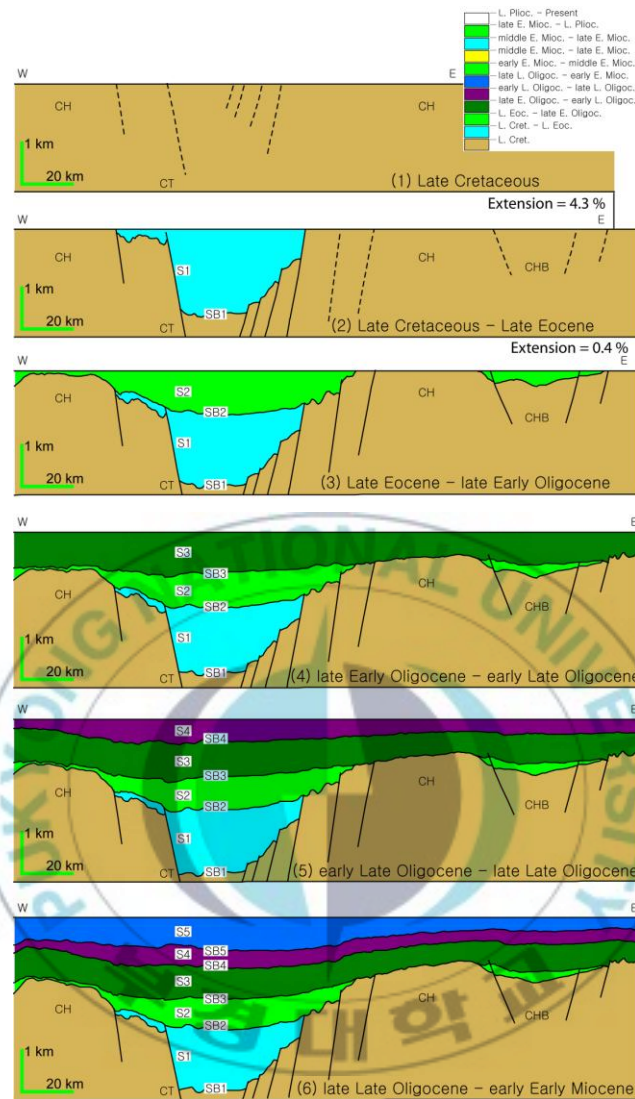 L. Plioc. - Present
late E. Mioc. - L. Plioc.
middle E. Mioc. - late E. Mioc.
middle E. Mioc. - late E. Mioc.
early E. Mioc. - middle E. Mioc.
late L. Oligoc. - early E. Mioc.
early L. Oligoc. - late L. Oligoc.
late E. Oligoc. - early L. Oligoc.
L. Eoc. - late E. Oligoc.
L. Cret. - L. Eoc.
L. Cret.
W E
CH CH
1 km
20 km
CT
(1) Late Cretaceous
Extension = 4.3 %
W E
CH S1 CH CHB
1 km
20 km
CT SB1
(2) Late Cretaceous - Late Eocene
Extension = 0.4 %
W E
CH S2 CH
SB2 CHB
S1
1 km
20 km
CT SB1
(3) Late Eocene - late Early Oligocene
W E
S3
SB3
CH S2 CH
SB2 CHB
S1
1 km
20 km
CT SB1
(4) late Early Oligocene - early Late Oligocene
W E
S4 SB4
S3
SB3
CH S2 CH
SB2 CHB
S1
1 km
20 km
CT SB1
(5) early Late Oligocene - late Late Oligocene
W E
S5
SB5
S4
SB4
S3
CH SB3 CH
S2
SB2 CHB
S1
1 km
20 km
CT SB1
(6) late Late Oligocene - early Early Miocene
PUKYONG NATIONAL UNIVERSITY
부경대학교